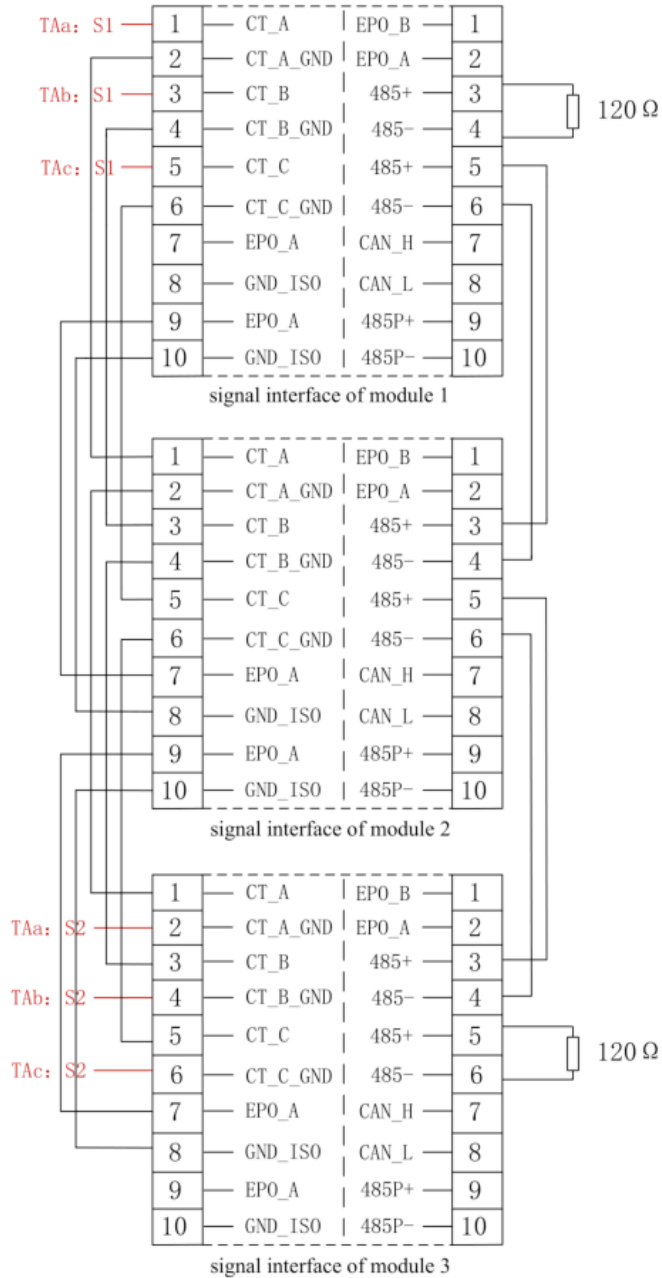 TAa: S1 1 CT_A EPO_B 1
2 CT_A_GND EPO_A 2
TAb: S1 3 CT_B 485+ 3
120 Ω
4 CT_B_GND 485- 4
TAc: S1 5 CT_C 485+ 5
6 CT_C_GND 485- 6
7 EPO_A CAN_H 7
8 GND_ISO CAN_L 8
9 EPO_A 485P+ 9
10 GND_ISO 485P- 10
signal interface of module 1
1 CT_A EPO_B 1
2 CT_A_GND EPO_A 2
3 CT_B 485+ 3
4 CT_B_GND 485- 4
5 CT_C 485+ 5
6 CT_C_GND 485- 6
7 EPO_A CAN_H 7
8 GND_ISO CAN_L 8
9 EPO_A 485P+ 9
10 GND_ISO 485P- 10
signal interface of module 2
1 CT_A EPO_B 1
TAa: S2 2 CT_A_GND EPO_A 2
3 CT_B 485+ 3
TAb: S2 4 CT_B_GND 485- 4
5 CT_C 485+ 5
120 Ω
TAc: S2 6 CT_C_GND 485- 6
7 EPO_A CAN_H 7
8 GND_ISO CAN_L 8
9 EPO_A 485P+ 9
10 GND_ISO 485P- 10
signal interface of module 3